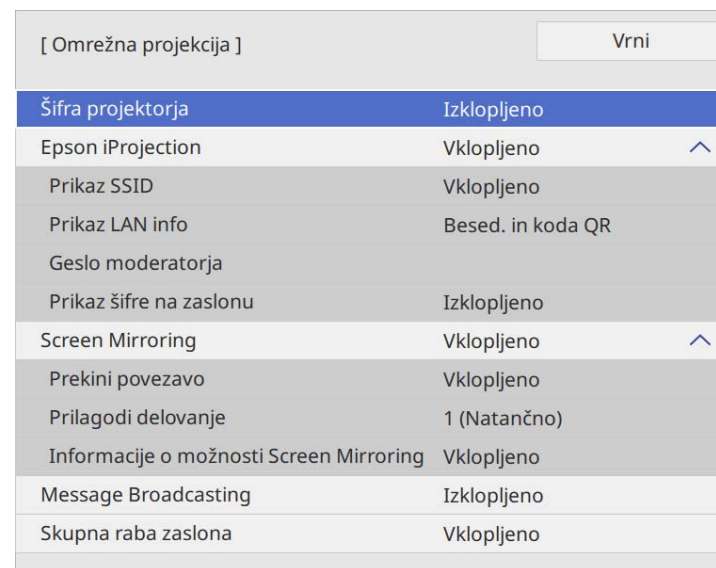 [ Omrežna projekcija ] Vrni
Šifra projektorja Izklopljeno
Epson iProjection Vklopljeno
Prikaz SSID Vklopljeno
Prikaz LAN info Besed. in koda QR
Geslo moderatorja
Prikaz šifre na zaslonu Izklopljeno
Screen Mirroring Vklopljeno
Prekini povezavo Vklopljeno
Prilagodi delovanje 1 (Natančno)
Informacije o možnosti Screen Mirroring Vklopljeno
Message Broadcasting Izklopljeno
Skupna raba zaslona Vklopljeno